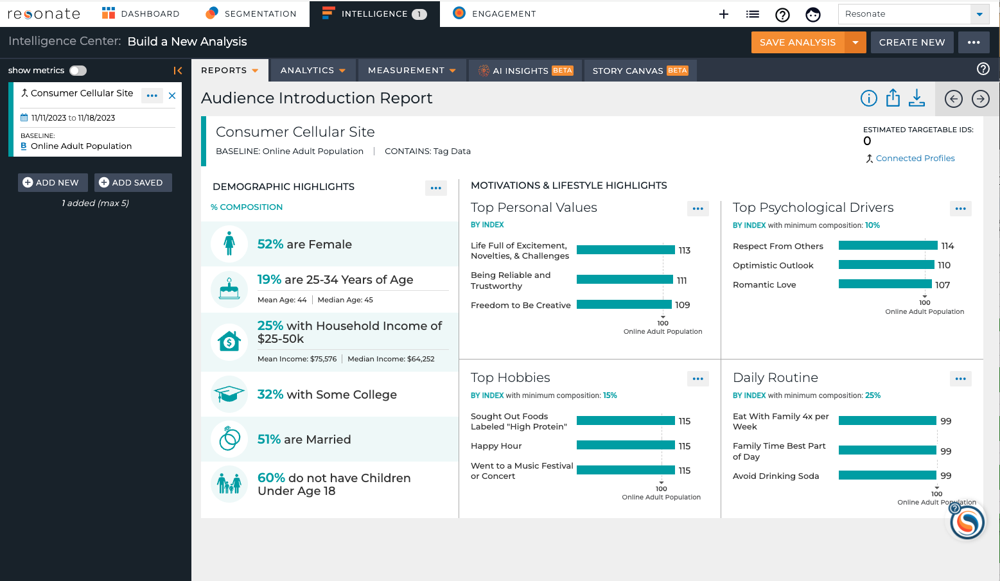 resonate
DASHBOARD
SEGMENTATION
INTELLIGENCE 1
ENGAGEMENT
Resonate
Intelligence Center: Build a New Analysis
SAVE ANALYSIS
CREATE NEW
show metrics
REPORTS
ANALYTICS
MEASUREMENT
AI INSIGHTS BETA
STORY CANVAS BETA
Consumer Cellular Site
11/11/2023 to 11/18/2023
BASELINE:
B Online Adult Population
ADD NEW
ADD SAVED
1 added (max 5)
Audience Introduction Report
Consumer Cellular Site
BASELINE: Online Adult Population | CONTAINS: Tag Data
ESTIMATED TARGETABLE IDS:
0
Connected Profiles
DEMOGRAPHIC HIGHLIGHTS
% COMPOSITION
52% are Female
19% are 25-34 Years of Age
Mean Age: 44 | Median Age: 45
25% with Household Income of
$25-50k
Mean Income: $75,576 | Median Income: $64,252
32% with Some College
51% are Married
60% do not have Children
Under Age 18
MOTIVATIONS & LIFESTYLE HIGHLIGHTS
Top Personal Values
BY INDEX
Life Full of Excitement,
Novelties, & Challenges
113
Being Reliable and
Trustworthy
111
Freedom to Be Creative
109
100
Online Adult Population
Top Psychological Drivers
BY INDEX with minimum composition: 10%
Respect From Others
114
Optimistic Outlook
110
Romantic Love
107
100
Online Adult Population
Top Hobbies
BY INDEX with minimum composition: 15%
Sought Out Foods
Labeled "High Protein"
115
Happy Hour
115
Went to a Music Festival
or Concert
115
100
Online Adult Population
Daily Routine
BY INDEX with minimum composition: 25%
Eat With Family 4x per
Week
99
Family Time Best Part
of Day
99
Avoid Drinking Soda
99
100
Online Adult Population